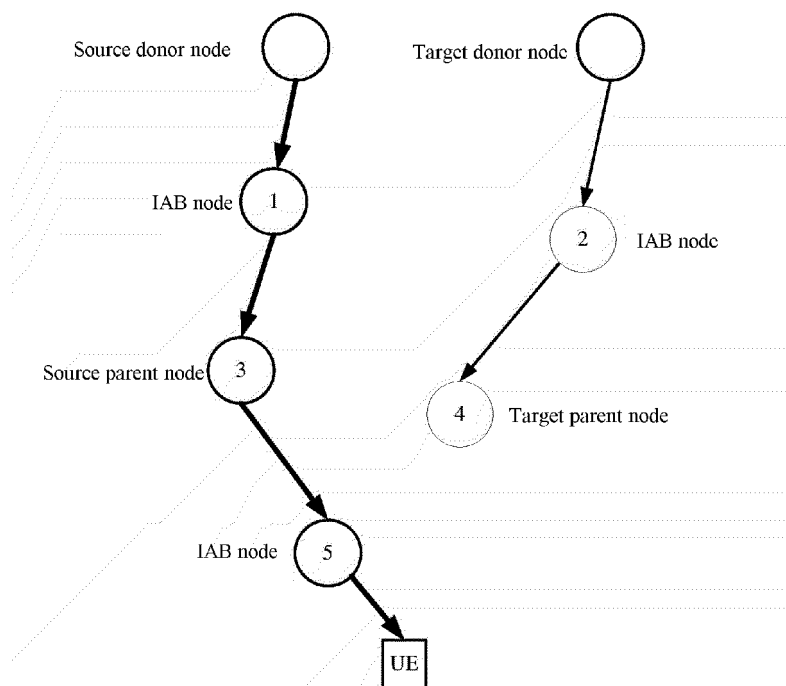 Source donor node
Target donor node
IAB node
1
2
IAB node
Source parent node
3
4
Target parent node
IAB node
5
UE